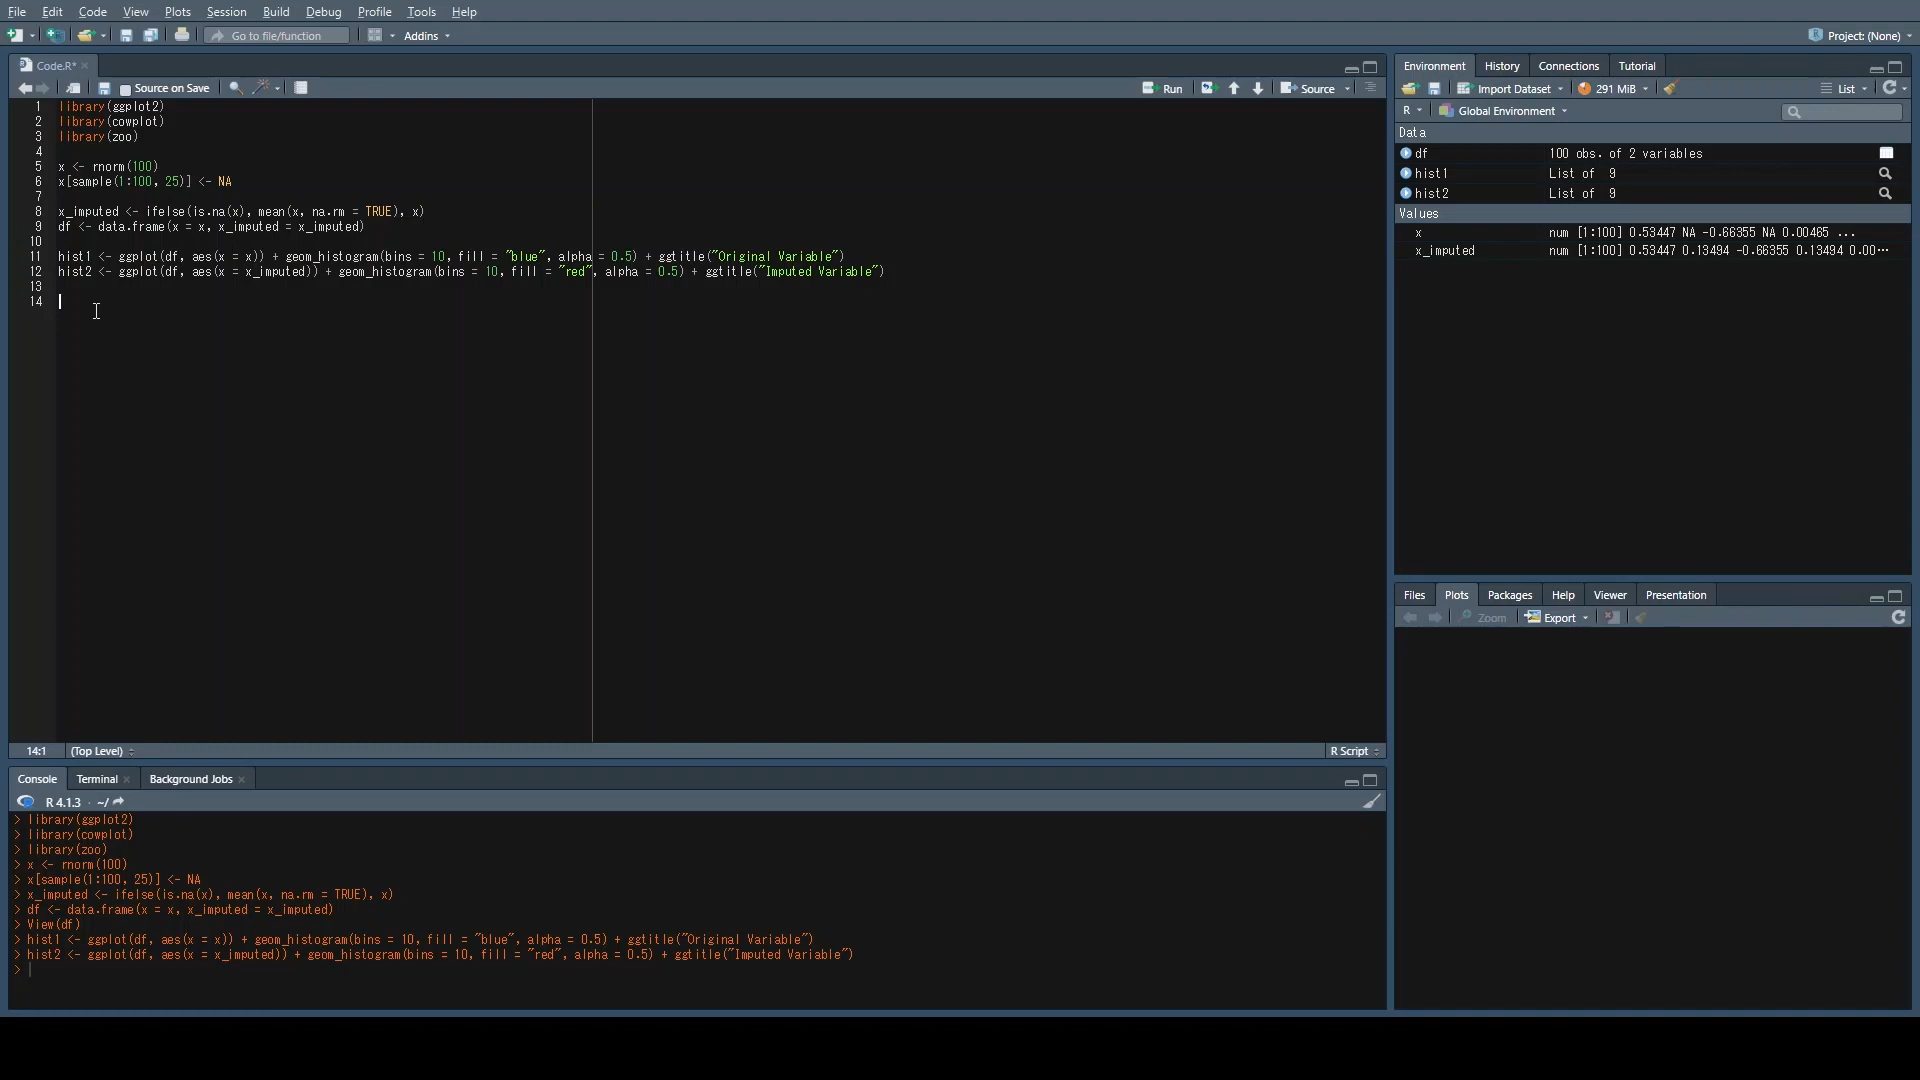 File Edit Code View Plots Session Build Debug Profile Tools Help
Go to file/function Addins Project: (None)
Code.R*
Source on Save Run Source
1 library(ggplot2)
2 library(cowplot)
3 library(zoo)
4
5 x <- rnorm(100)
6 x[sample(1:100, 25)] <- NA
7
8 x_imputed <- ifelse(is.na(x), mean(x, na.rm = TRUE), x)
9 df <- data.frame(x = x, x_imputed = x_imputed)
10
11 hist1 <- ggplot(df, aes(x = x)) + geom_histogram(bins = 10, fill = "blue", alpha = 0.5) + ggtitle("Original Variable")
12 hist2 <- ggplot(df, aes(x = x_imputed)) + geom_histogram(bins = 10, fill = "red", alpha = 0.5) + ggtitle("Imputed Variable")
13
14
14:1 (Top Level) R Script
Console Terminal Background Jobs
R 4.1.3 · ~/
> library(ggplot2)
> library(cowplot)
> library(zoo)
> x <- rnorm(100)
> x[sample(1:100, 25)] <- NA
> x_imputed <- ifelse(is.na(x), mean(x, na.rm = TRUE), x)
> df <- data.frame(x = x, x_imputed = x_imputed)
> View(df)
> hist1 <- ggplot(df, aes(x = x)) + geom_histogram(bins = 10, fill = "blue", alpha = 0.5) + ggtitle("Original Variable")
> hist2 <- ggplot(df, aes(x = x_imputed)) + geom_histogram(bins = 10, fill = "red", alpha = 0.5) + ggtitle("Imputed Variable")
>
Environment History Connections Tutorial
Import Dataset 291 MiB List
R Global Environment
Data
df 100 obs. of 2 variables
hist1 List of 9
hist2 List of 9
Values
x num [1:100] 0.53447 NA -0.66355 NA 0.00465 ...
x_imputed num [1:100] 0.53447 0.13494 -0.66355 0.13494 0.00…
Files Plots Packages Help Viewer Presentation
Zoom Export